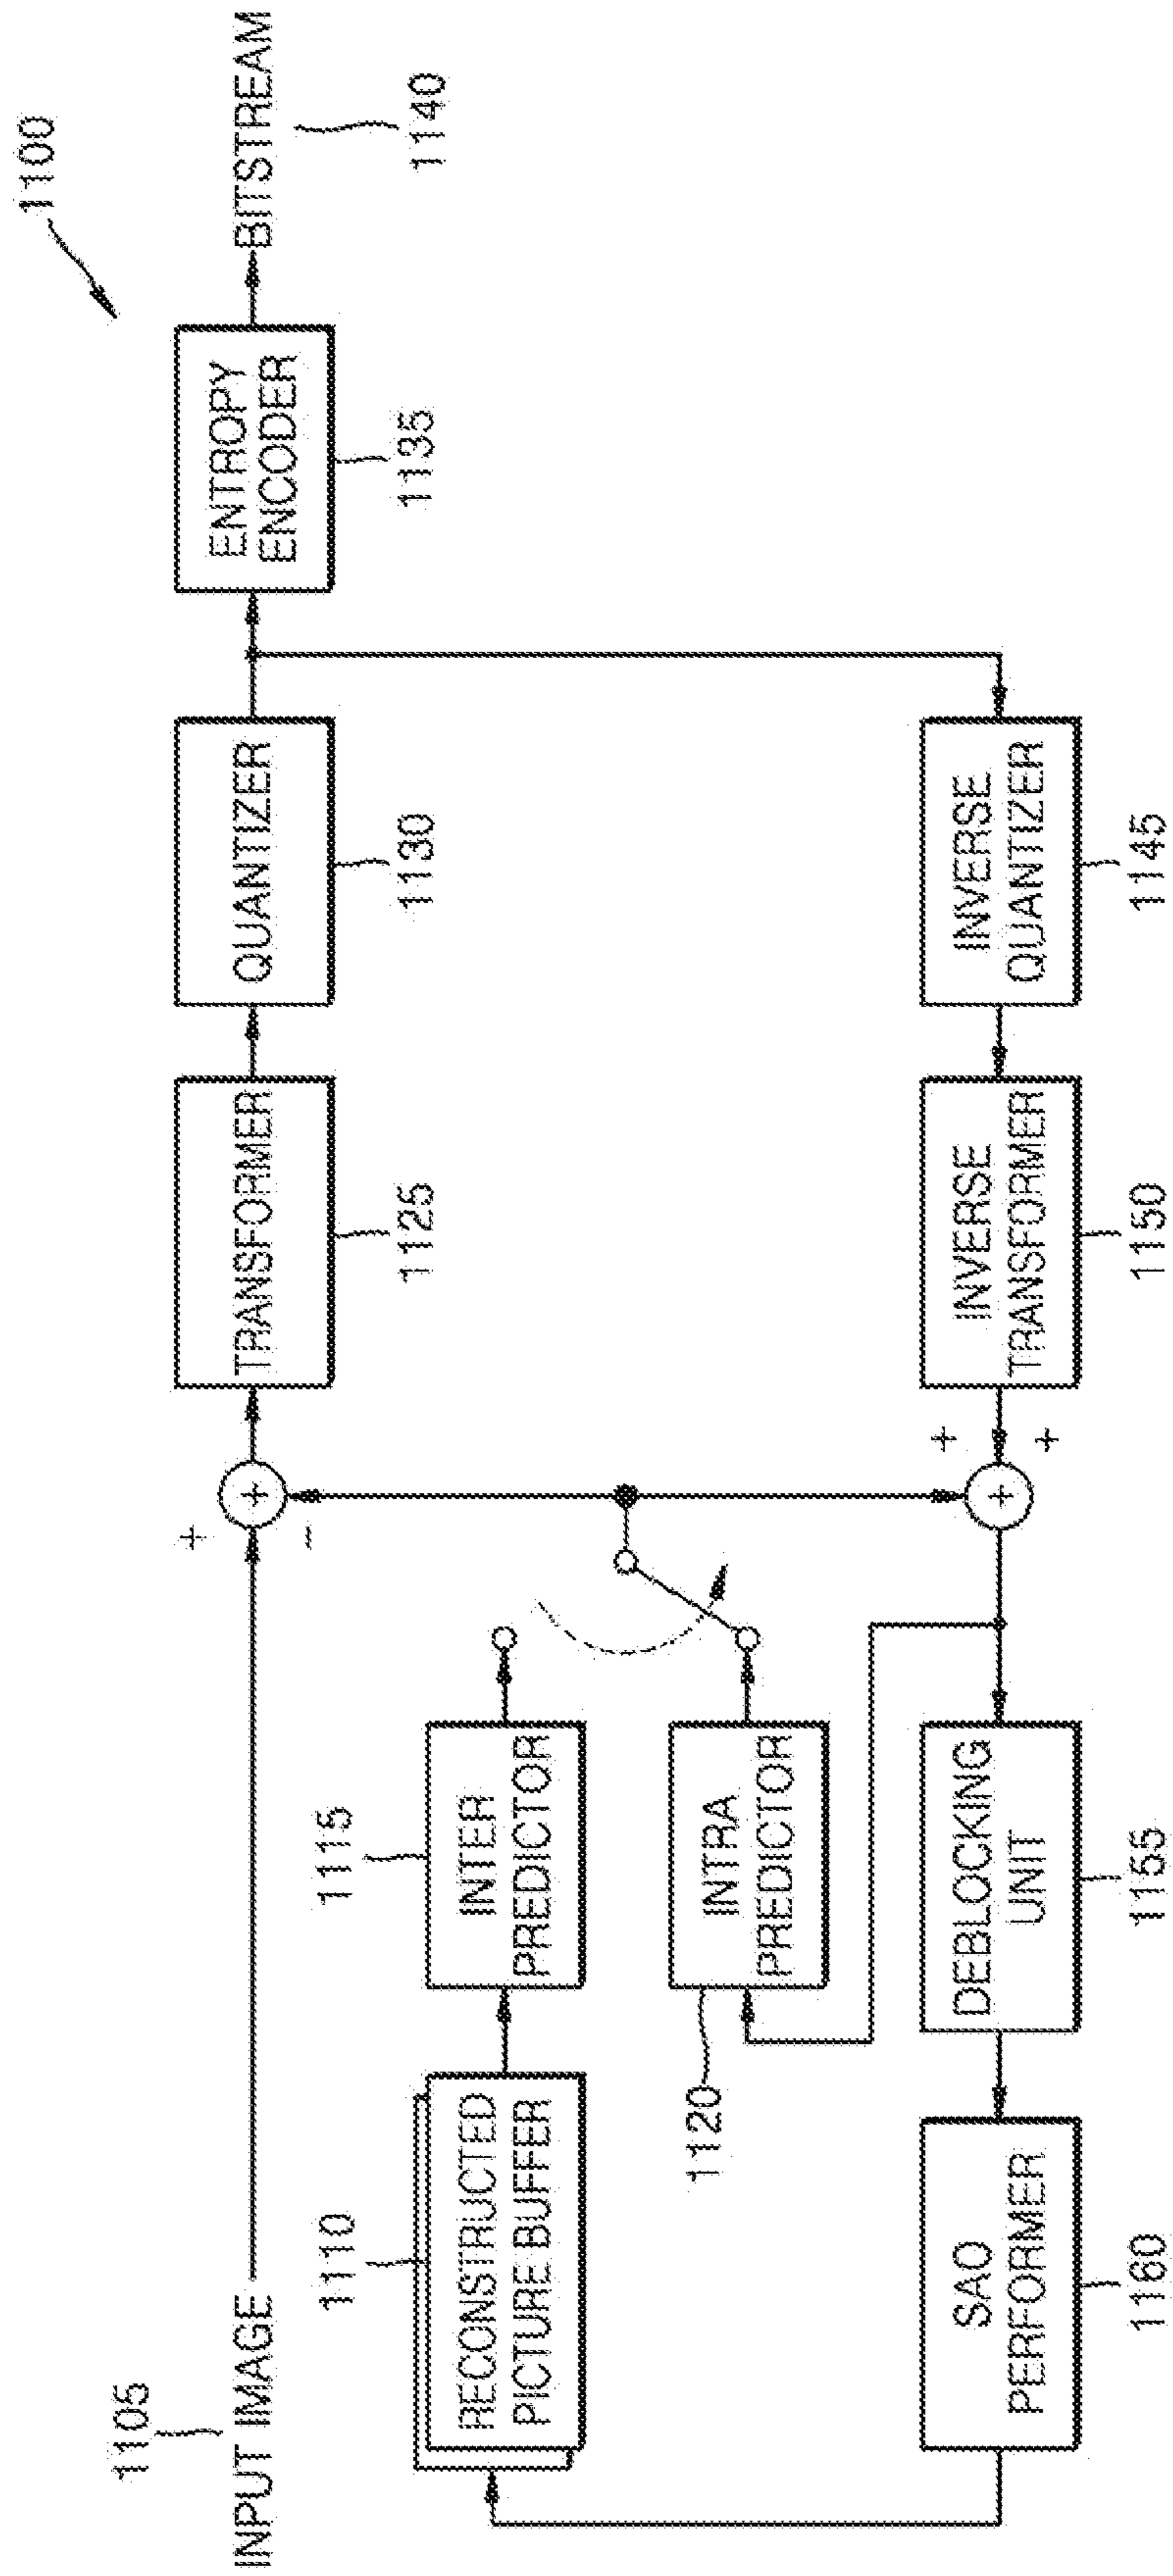 1100
1105
INPUT IMAGE
+
-
+
TRANSFORMER
1125
QUANTIZER
1130
ENTROPY
ENCODER
1135
BITSTREAM
1140
1110
RECONSTRUCTED
PICTURE BUFFER
1115
INTER
PREDICTOR
1120
INTRA
PREDICTOR
SAO
PERFORMER
1160
DEBLOCKING
UNIT
1155
+
+
+
INVERSE
TRANSFORMER
1150
INVERSE
QUANTIZER
1145